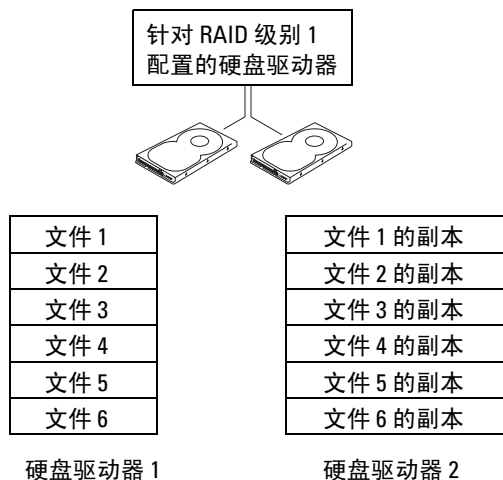 针对 RAID 级别 1
配置的硬盘驱动器
文件 1
文件 1 的副本
文件 2
文件 2 的副本
文件 3
文件 3 的副本
文件 4
文件 4 的副本
文件 5
文件 5 的副本
文件 6
文件 6 的副本
硬盘驱动器 1
硬盘驱动器 2